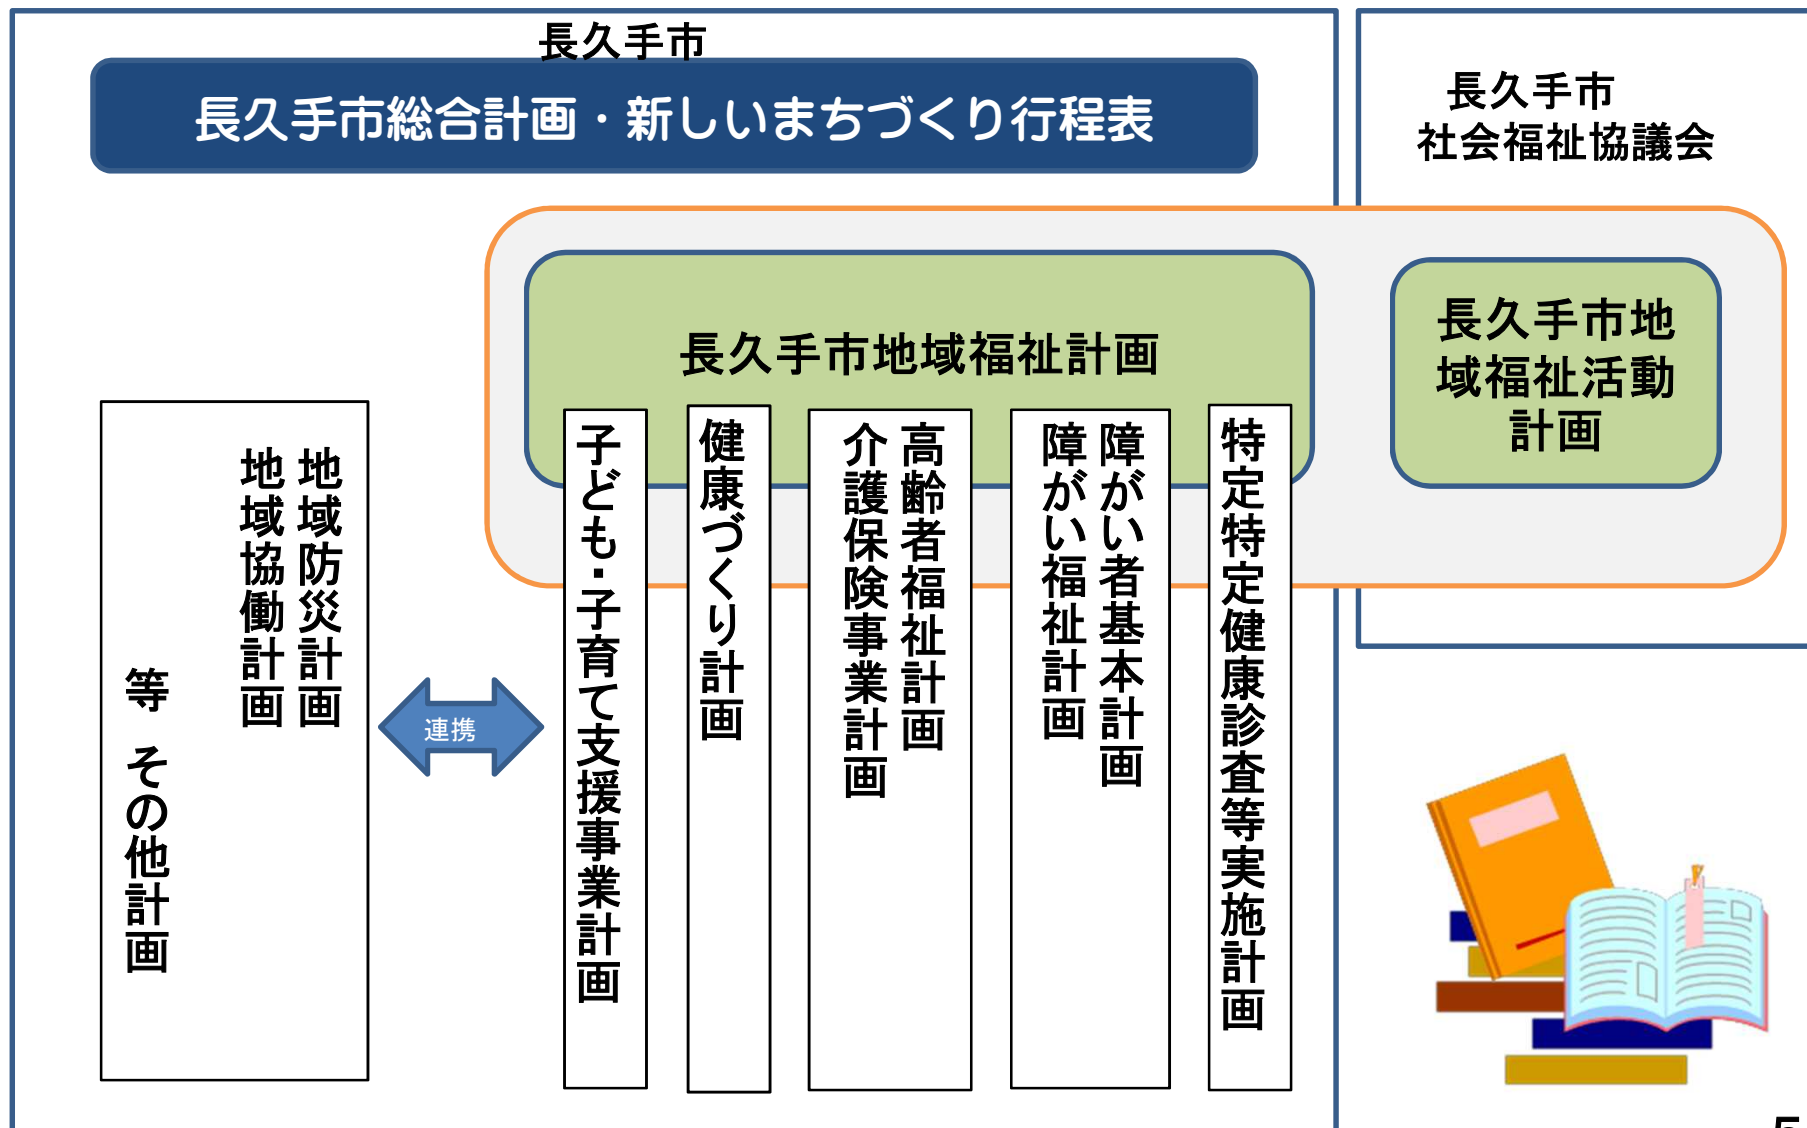 長久手市
長久手市総合計画・新しいまちづくり行程表
長久手市
社会福祉協議会
長久手市地域福祉計画
長久手市地
域福祉活動
計画
地域防災計画
地域協働計画
等 その他計画
連携
子ども・子育て支援事業計画
健康づくり計画
高齢者福祉計画
介護保険事業計画
障がい者基本計画
障がい福祉計画
特定特定健康診査等実施計画
5